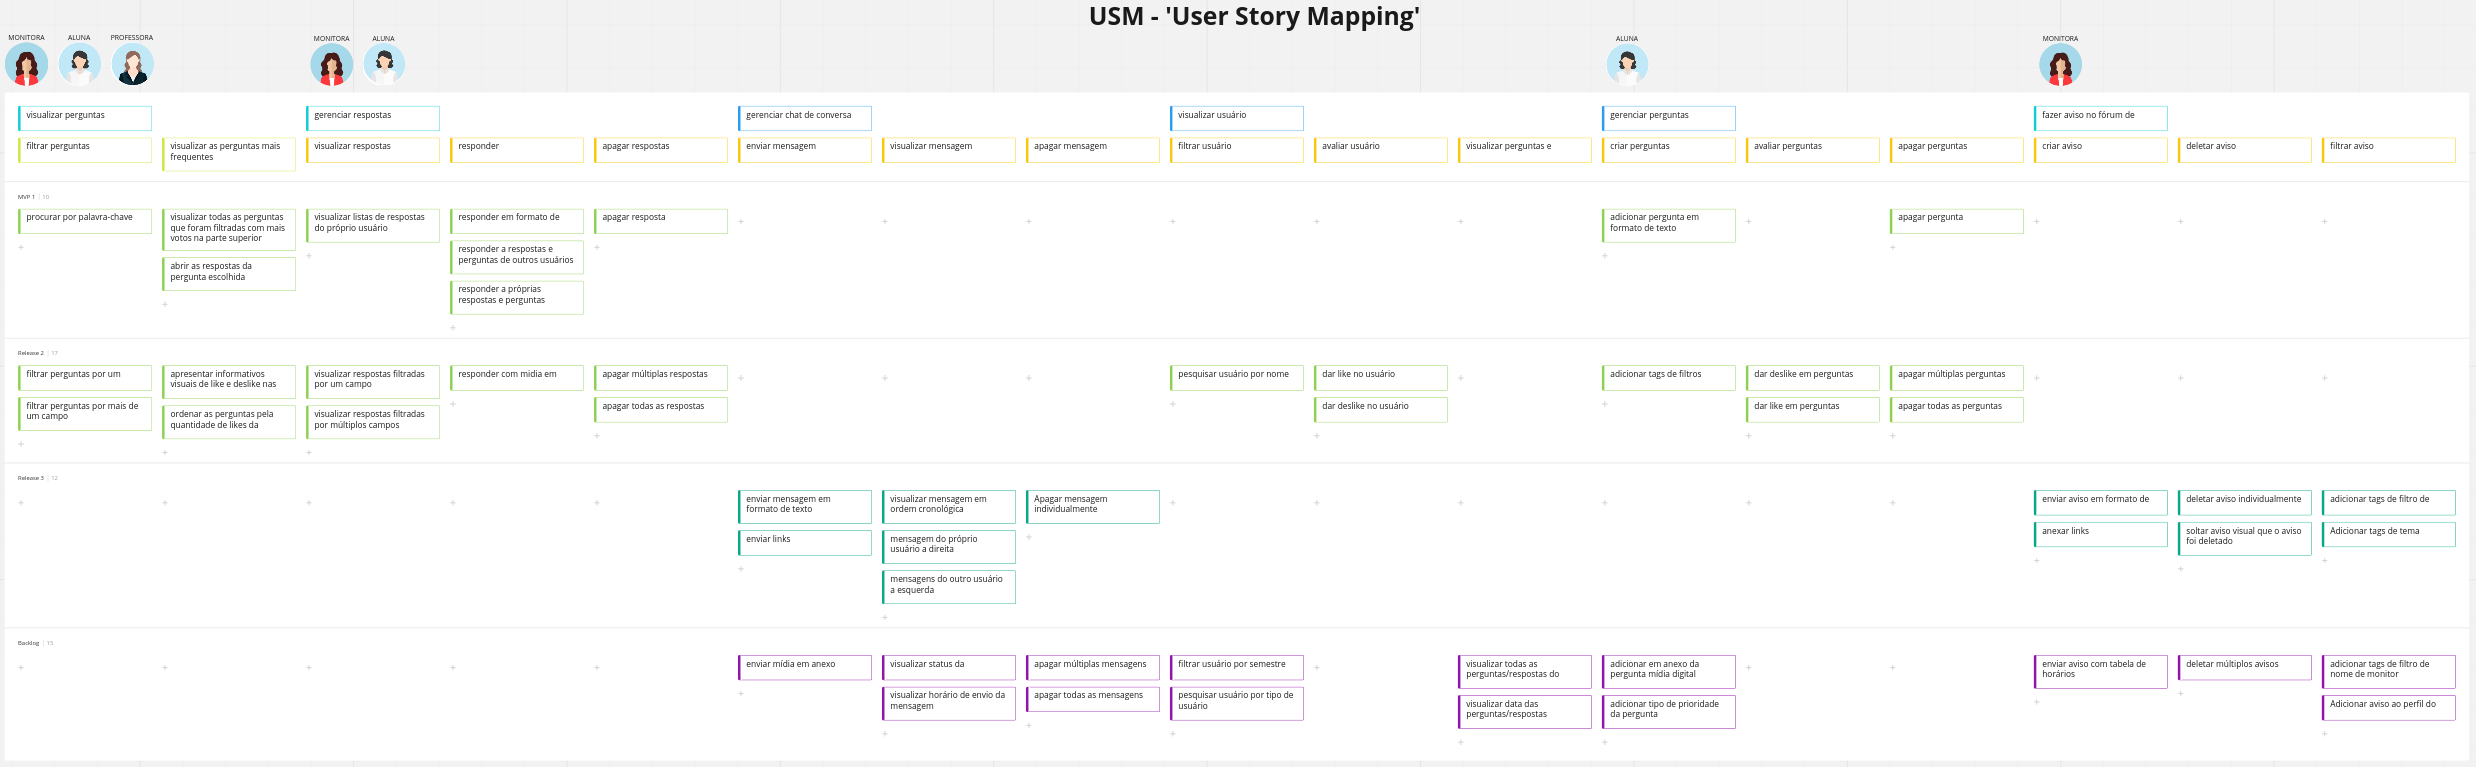 USM - 'User Story Mapping'
MONITORA
ALUNA
PROFESSORA
MONITORA
ALUNA
ALUNA
MONITORA
visualizar perguntas
gerenciar respostas
gerenciar chat de conversa
visualizar usuário
gerenciar perguntas
fazer aviso no fórum de
filtrar perguntas
visualizar as perguntas mais
frequentes
visualizar respostas
responder
apagar respostas
enviar mensagem
visualizar mensagem
apagar mensagem
filtrar usuário
avaliar usuário
visualizar perguntas e
criar perguntas
avaliar perguntas
apagar perguntas
criar aviso
deletar aviso
filtrar aviso
MVP 1 | 10
procurar por palavra-chave
visualizar todas as perguntas
que foram filtradas com mais
votos na parte superior
abrir as respostas da
pergunta escolhida
visualizar listas de respostas
do próprio usuário
responder em formato de
responder a respostas e
perguntas de outros usuários
responder a próprias
respostas e perguntas
apagar resposta
adicionar pergunta em
formato de texto
apagar pergunta
Release 2 | 17
filtrar perguntas por um
filtrar perguntas por mais de
um campo
apresentar informativos
visuais de like e deslike nas
ordenar as perguntas pela
quantidade de likes da
visualizar respostas filtradas
por um campo
visualizar respostas filtradas
por múltiplos campos
responder com midia em
apagar múltiplas respostas
apagar todas as respostas
pesquisar usuário por nome
dar like no usuário
dar deslike no usuário
adicionar tags de filtros
dar deslike em perguntas
dar like em perguntas
apagar múltiplas perguntas
apagar todas as perguntas
Release 3 | 12
enviar mensagem em
formato de texto
enviar links
visualizar mensagem em
ordem cronológica
mensagem do próprio
usuário a direita
mensagens do outro usuário
a esquerda
Apagar mensagem
individualmente
enviar aviso em formato de
anexar links
deletar aviso individualmente
soltar aviso visual que o aviso
foi deletado
adicionar tags de filtro de
Adicionar tags de tema
Backlog | 15
enviar mídia em anexo
visualizar status da
visualizar horário de envio da
mensagem
apagar múltiplas mensagens
apagar todas as mensagens
filtrar usuário por semestre
pesquisar usuário por tipo de
usuário
visualizar todas as
perguntas/respostas do
visualizar data das
perguntas/respostas
adicionar em anexo da
pergunta mídia digital
adicionar tipo de prioridade
da pergunta
enviar aviso com tabela de
horários
deletar múltiplos avisos
adicionar tags de filtro de
nome de monitor
Adicionar aviso ao perfil do